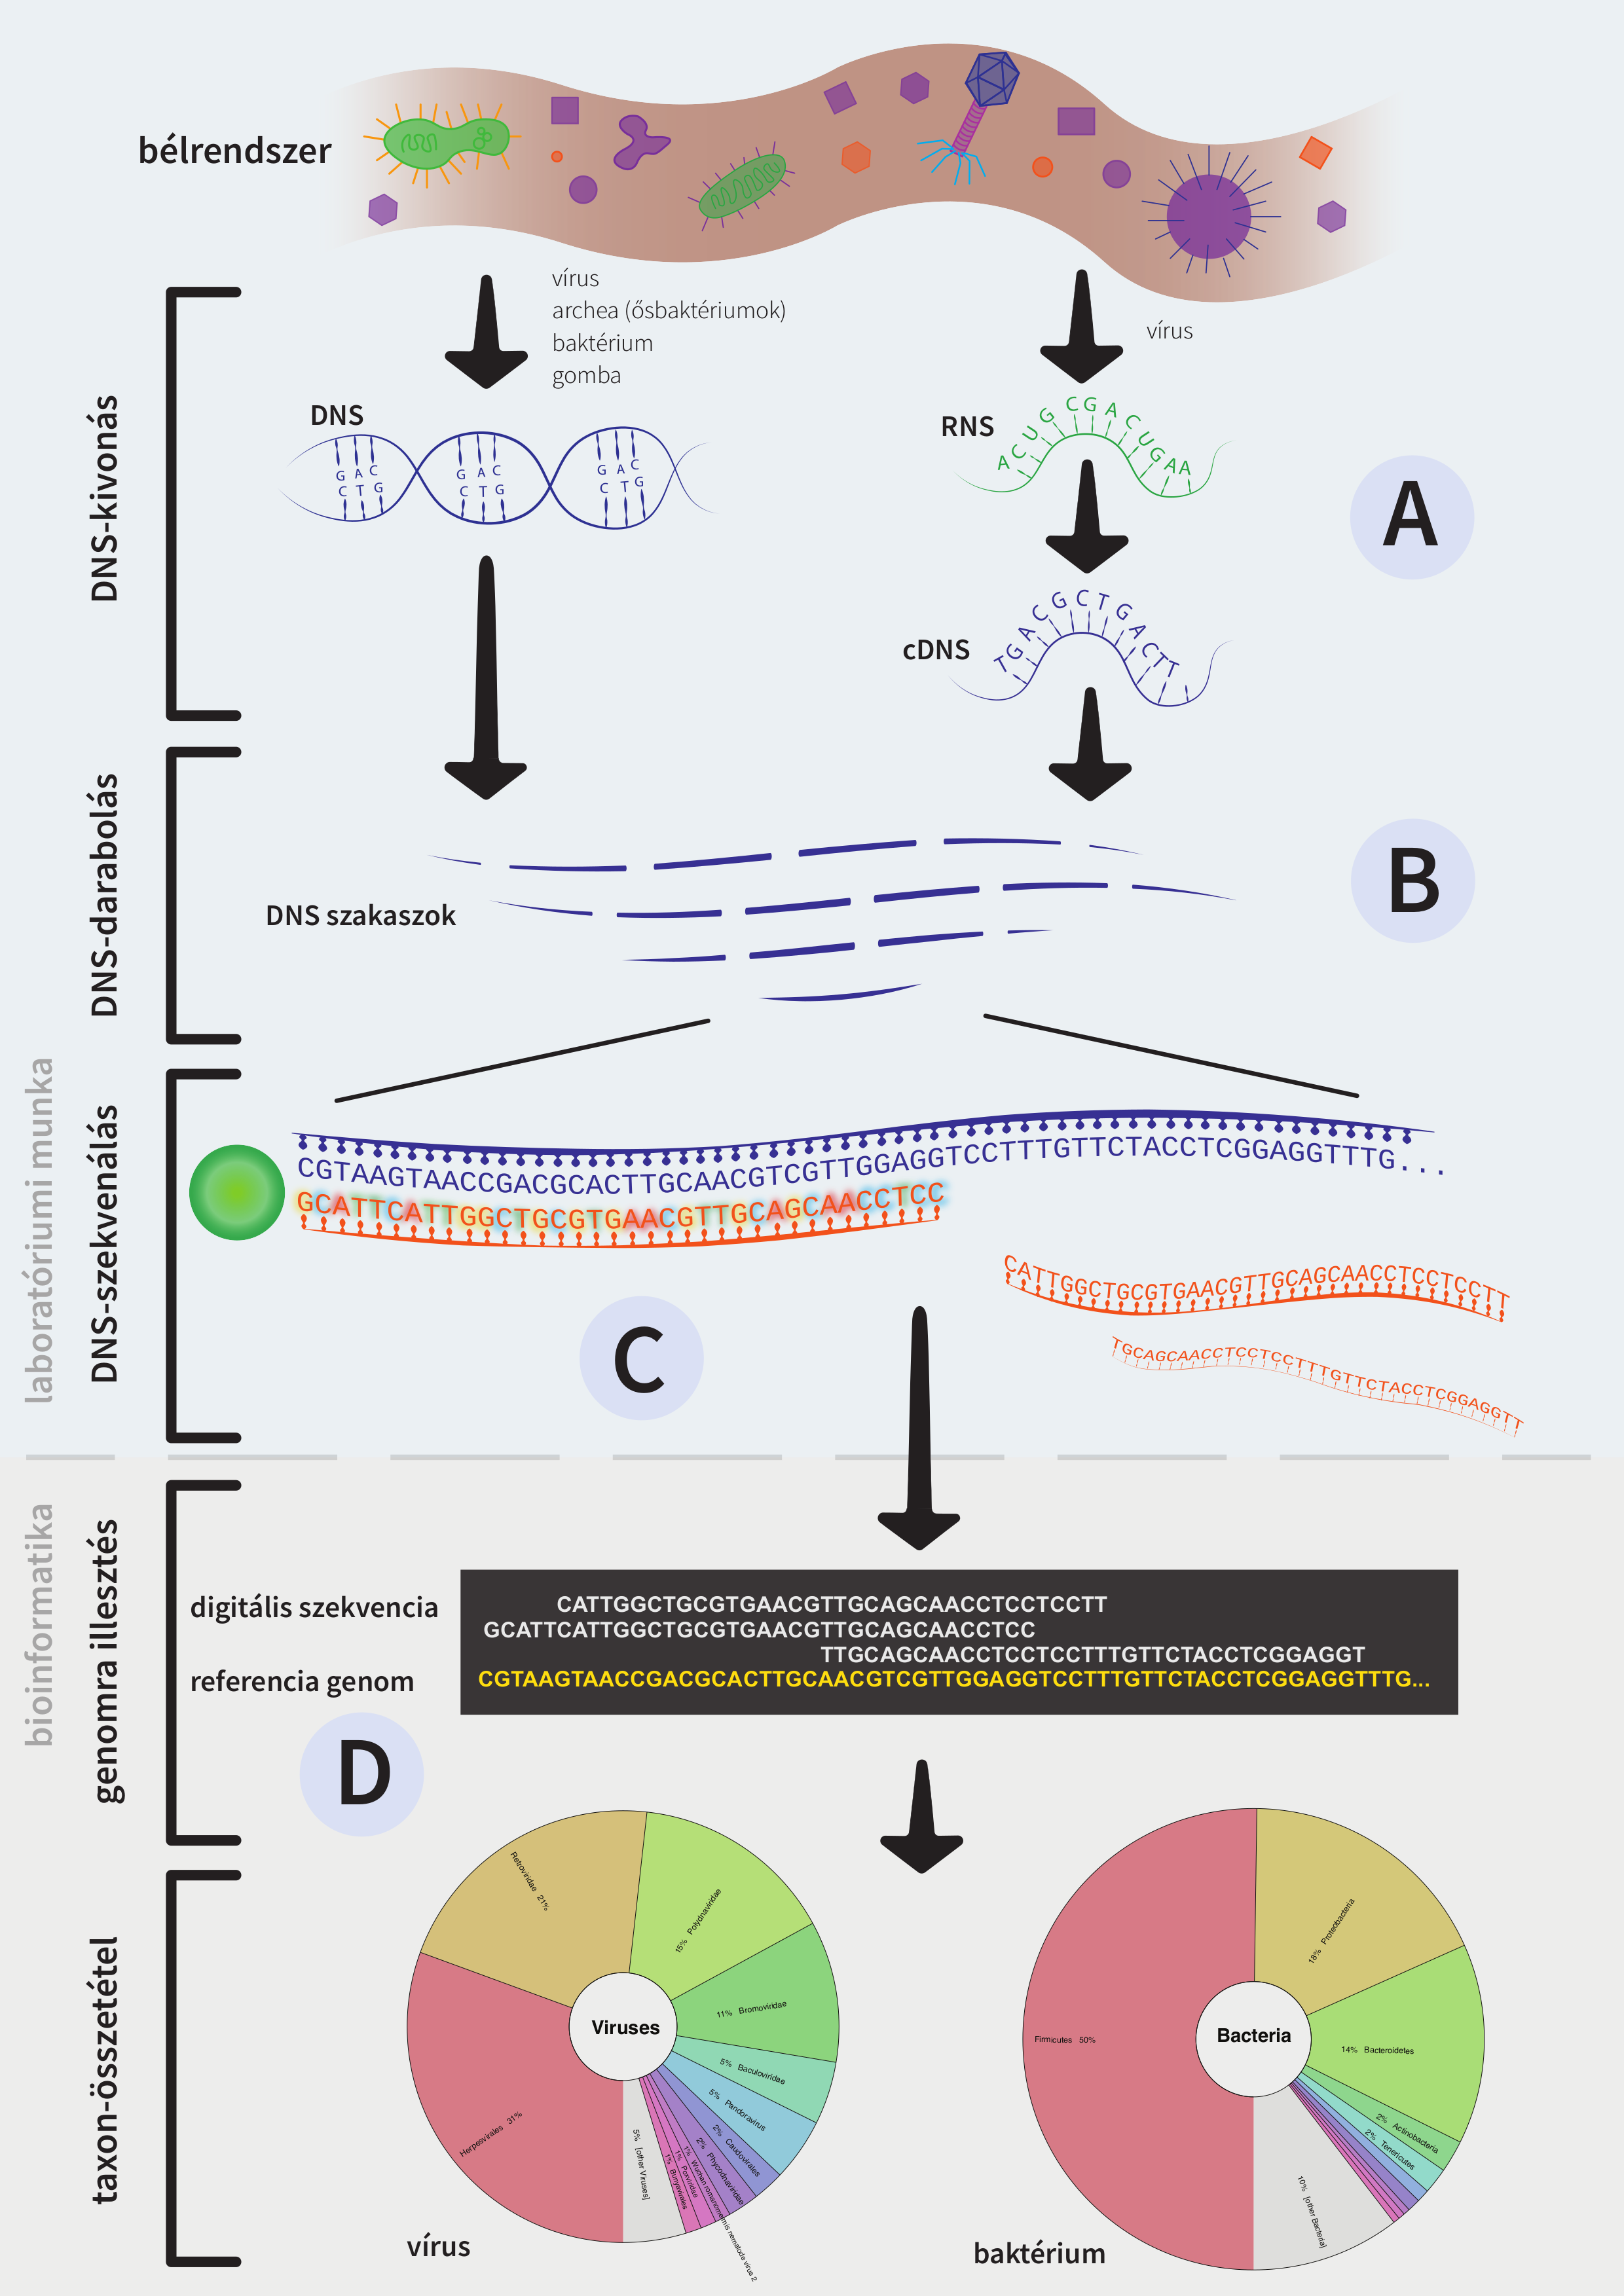 bélrendszer
vírus
archea (ősbaktériumok)
baktérium
gomba
vírus
DNS-kivonás
DNS
G A C
C T G
G A C
C T G
G A C
C T G
RNS
ACUGCGACUGAA
A
cDNS
TGACGCTGACTT
DNS-darabolás
DNS szakaszok
B
laboratóriumi munka
DNS-szekvenálás
CGTAAGTAACCGACGCACTTGCAACGTCGTTGGAGGTCCTTTGTTCTACCTCGGAGGTTTG...
GCATTCATTGGCTGCGTGAACGTTGCAGCAACCTCC
CATTGGCTGCGTGAACGTTGCAGCAACCTCCTCCTT
TGCAGCAACCTCCTCCTTTGTTCTACCTCGGAGGTT
C
bioinformatika
genomra illesztés
digitális szekvencia
CATTGGCTGCGTGAACGTTGCAGCAACCTCCTCCTT
GCATTCATTGGCTGCGTGAACGTTGCAGCAACCTCC
TTGCAGCAACCTCCTCCTTTGTTCTACCTCGGAGGT
referencia genom
CGTAAGTAACCGACGCACTTGCAACGTCGTTGGAGGTCCTTTGTTCTACCTCGGAGGTTTG...
D
taxon-összetétel
Viruses
Retroviridae 21%
15% Polydnaviridae
11% Bromoviridae
5% Baculoviridae
5% Pandoravirus
2% Caudovirales
2% Phycodnaviridae
1% Wuchan romanomermis nematode virus 2
1% Poxviridae
1% Bunyavirales
5% [other Viruses]
Herpesvirales 31%
vírus
Bacteria
18% Proteobacteria
14% Bacteroidetes
2% Actinobacteria
2% Tenericutes
10% [other Bacteria]
Firmicutes 50%
baktérium